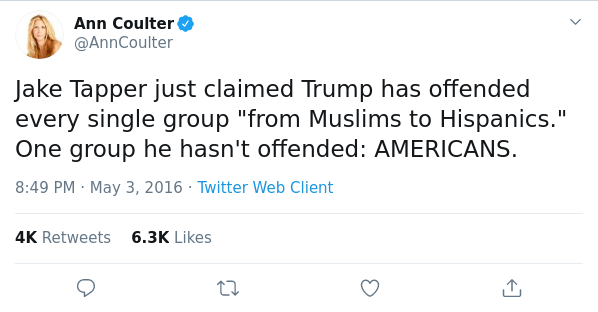 Ann Coulter
@AnnCoulter
Jake Tapper just claimed Trump has offended
every single group "from Muslims to Hispanics."
One group he hasn't offended: AMERICANS.
8:49 PM · May 3, 2016 · Twitter Web Client
4K Retweets 6.3K Likes